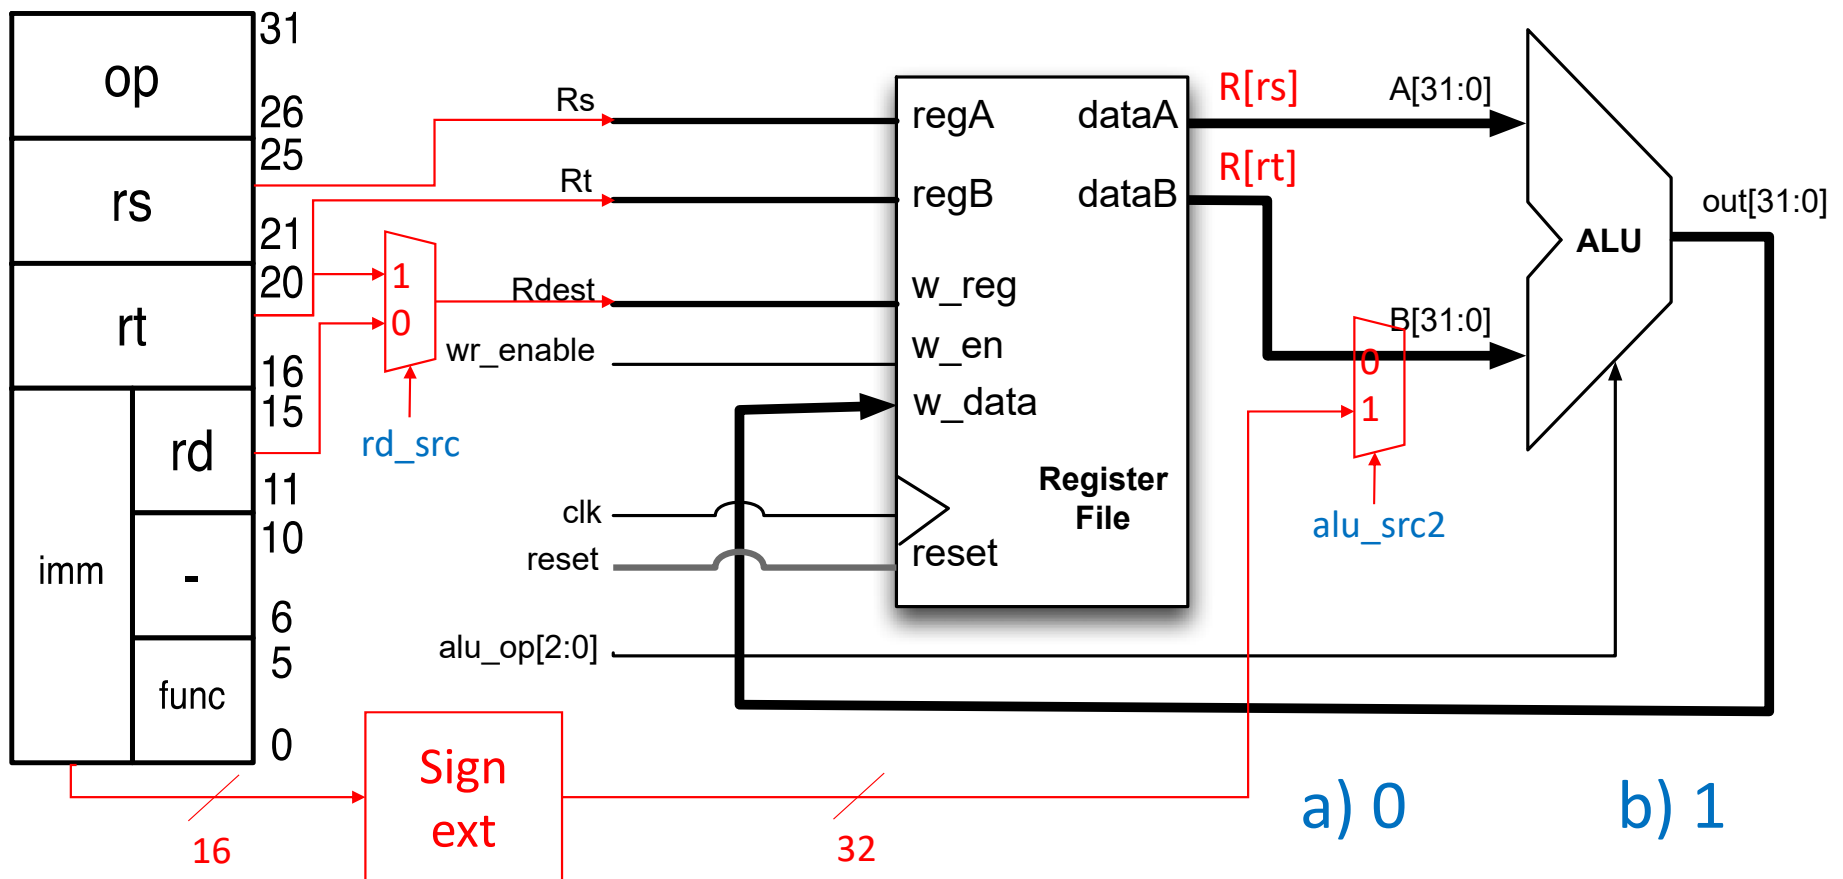 op
31
26
rs
25
21
rt
20
16
imm
rd
15
11
-
10
6
func
5
0
Rs
Rt
1
0
Rdest
rd_src
wr_enable
clk
reset
alu_op[2:0]
regA
dataA
regB
dataB
w_reg
w_en
w_data
Register
File
reset
R[rs]
R[rt]
A[31:0]
B[31:0]
0
1
alu_src2
ALU
out[31:0]
Sign
ext
16
32
a) 0
b) 1